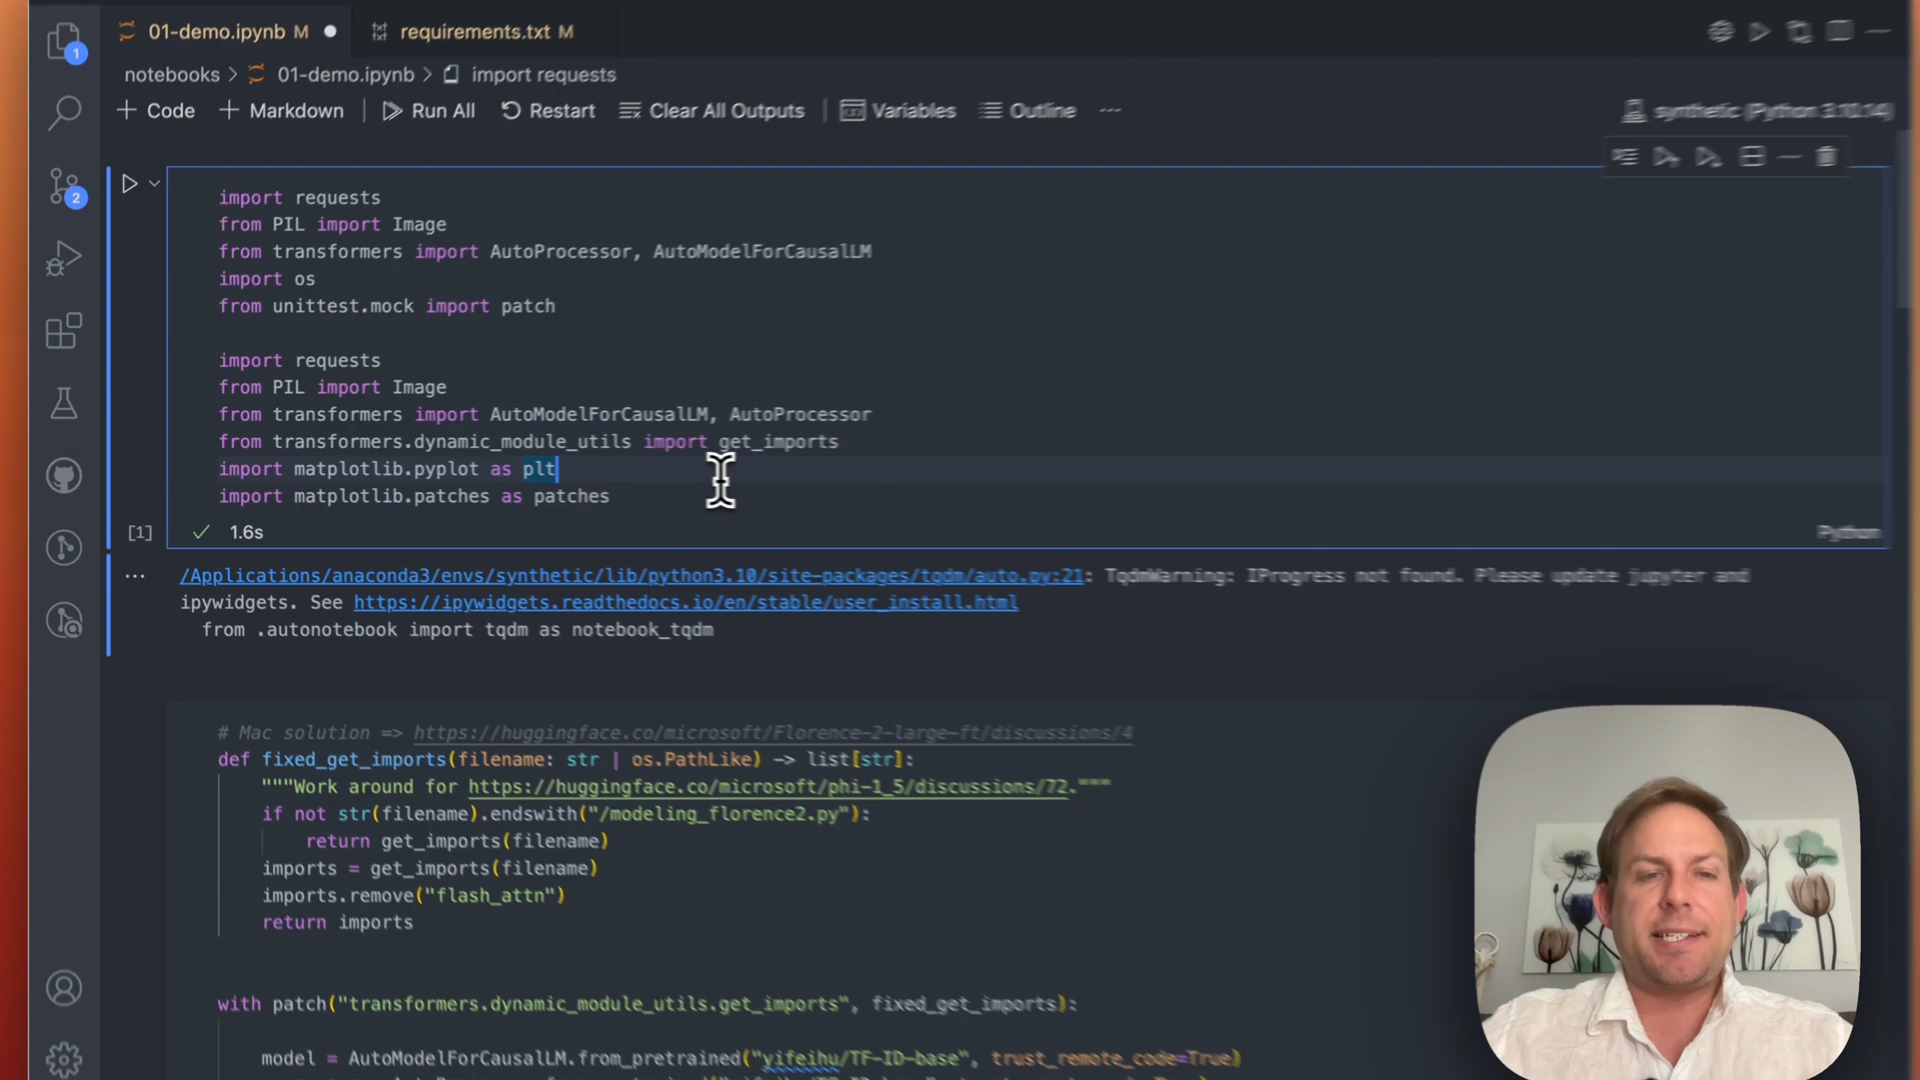 01-demo.ipynb M
requirements.txt M
1
notebooks > 01-demo.ipynb > import requests
+ Code + Markdown Run All Restart Clear All Outputs Variables Outline ...
synthetic (Python 3.10.14)
2
import requests
from PIL import Image
from transformers import AutoProcessor, AutoModelForCausalLM
import os
from unittest.mock import patch
import requests
from PIL import Image
from transformers import AutoModelForCausalLM, AutoProcessor
from transformers.dynamic_module_utils import get_imports
import matplotlib.pyplot as plt
import matplotlib.patches as patches
[1] 1.6s Python
... /Applications/anaconda3/envs/synthetic/lib/python3.10/site-packages/tqdm/auto.py:21: TqdmWarning: IProgress not found. Please update jupyter and
ipywidgets. See https://ipywidgets.readthedocs.io/en/stable/user_install.html
from .autonotebook import tqdm as notebook_tqdm
# Mac solution => https://huggingface.co/microsoft/Florence-2-large-ft/discussions/4
def fixed_get_imports(filename: str | os.PathLike) -> list[str]:
"""Work around for https://huggingface.co/microsoft/phi-1_5/discussions/72."""
if not str(filename).endswith("/modeling_florence2.py"):
return get_imports(filename)
imports = get_imports(filename)
imports.remove("flash_attn")
return imports
with patch("transformers.dynamic_module_utils.get_imports", fixed_get_imports):
model = AutoModelForCausalLM.from_pretrained("yifeihu/TF-ID-base", trust_remote_code=True)